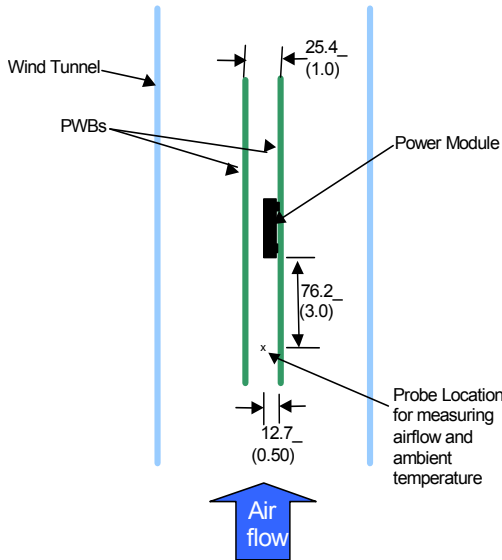 25.4_
(1.0)
Wind Tunnel
PWBs
Power Module
76.2_
(3.0)
x
Probe Location
for measuring
airflow and
ambient
temperature
12.7_
(0.50)
Air
flow